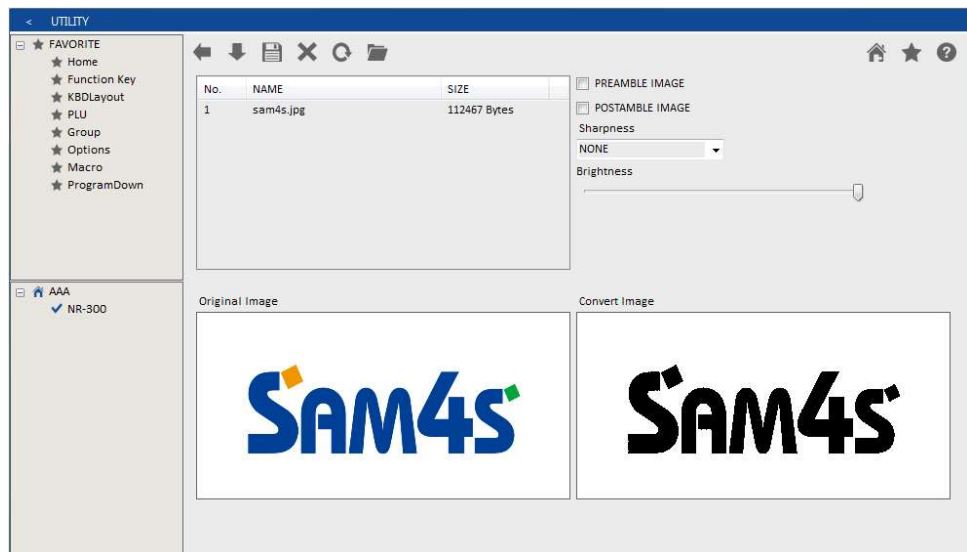 < UTILITY
FAVORITE
Home
Function Key
KBDLayout
PLU
Group
Options
Macro
ProgramDown
AAA
NR-300
No. NAME SIZE
1 sam4s.jpg 112467 Bytes
PREAMBLE IMAGE
POSTAMBLE IMAGE
Sharpness
NONE
Brightness
Original Image
SAM4s
Convert Image
SAM4s